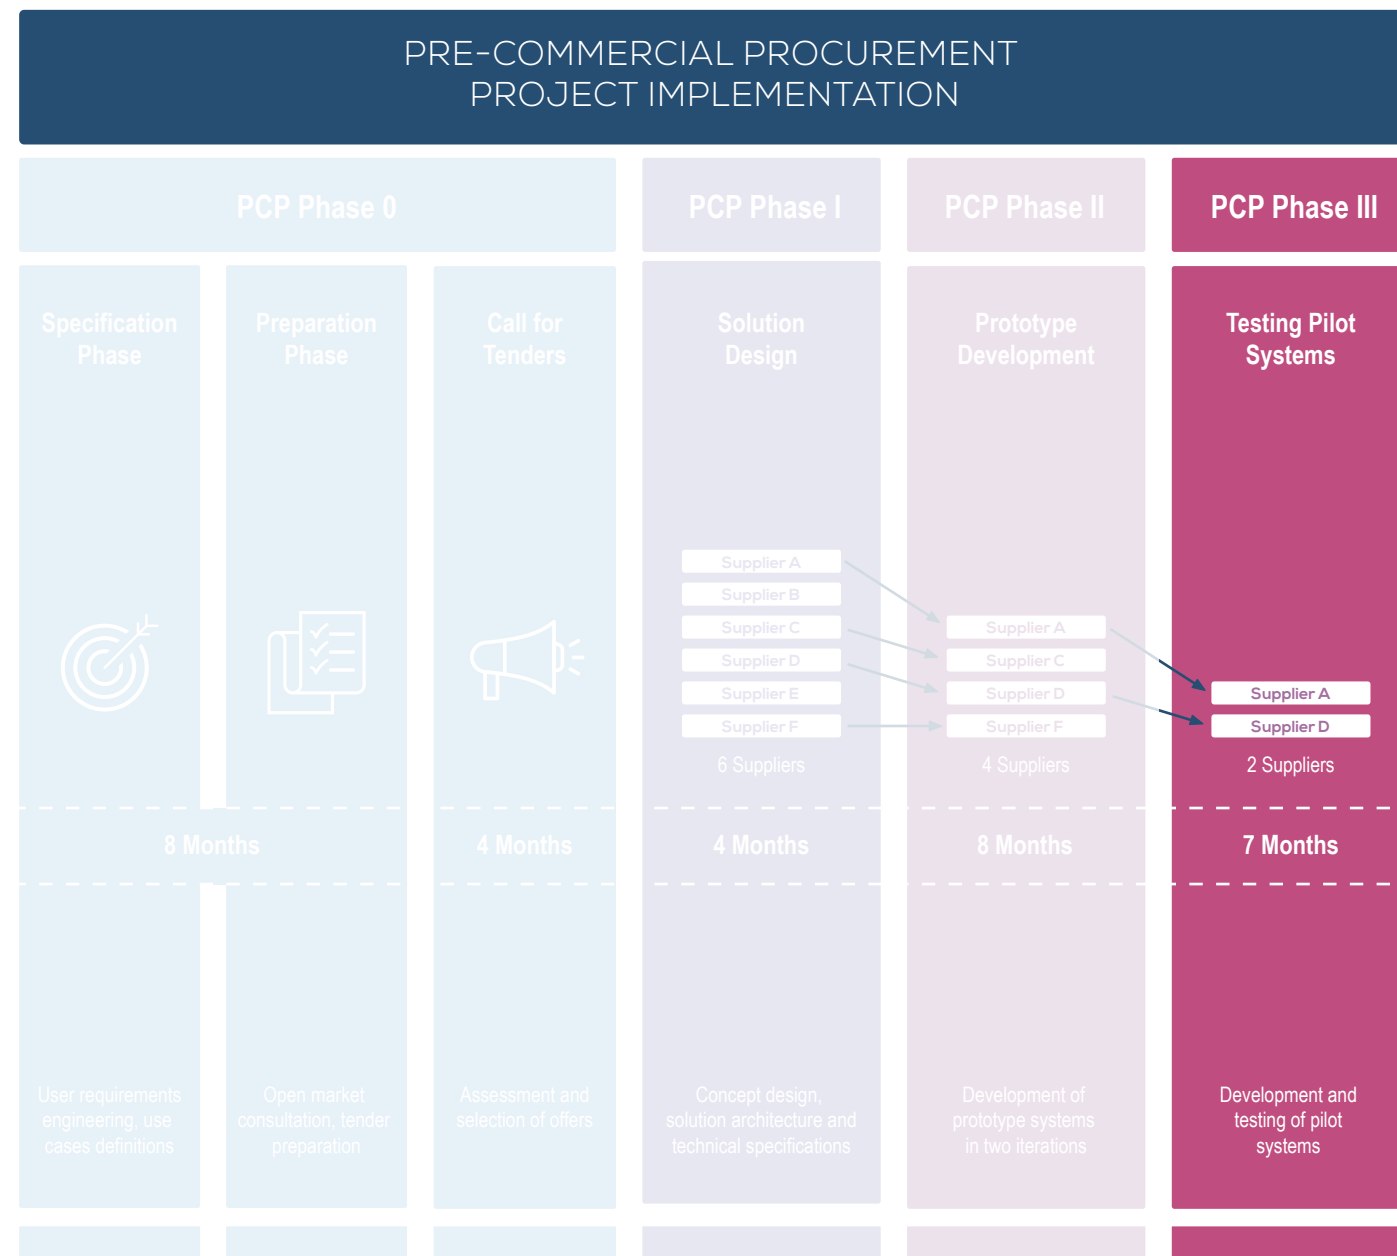 PRE-COMMERCIAL PROCUREMENT
PROJECT IMPLEMENTATION
PCP Phase 0
PCP Phase I
PCP Phase II
PCP Phase III
Specification
Phase
Preparation
Phase
Call for
Tenders
Solution
Design
Prototype
Development
Testing Pilot
Systems
Supplier A
Supplier B
Supplier C
Supplier D
Supplier E
Supplier F
6 Suppliers
Supplier A
Supplier C
Supplier D
Supplier F
4 Suppliers
Supplier A
Supplier D
2 Suppliers
8 Months
4 Months
4 Months
8 Months
7 Months
User requirements
engineering, use
cases definitions
Open market
consultation, tender
preparation
Assessment and
selection of offers
Concept design,
solution architecture and
technical specifications
Development of
prototype systems
in two iterations
Development and
testing of pilot
systems